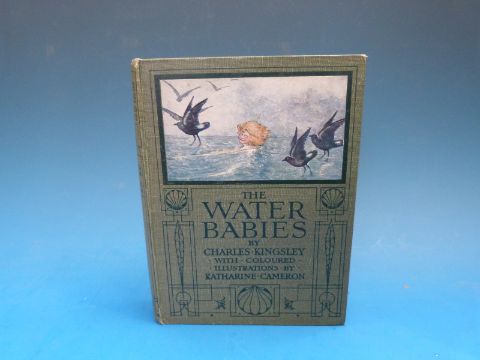 THE
WATER
BABIES
BY
CHARLES·KINGSLEY
WITH·COLOURED
ILLUSTRATIONS·BY
KATHARINE·CAMERON